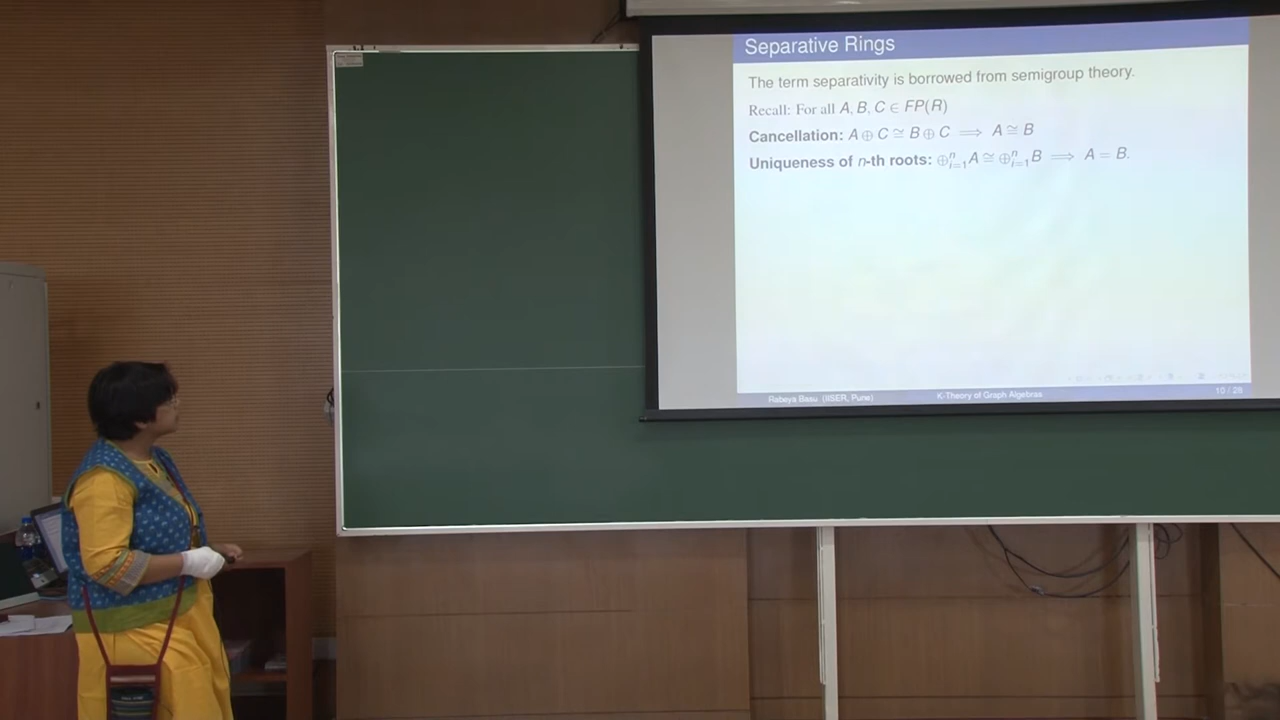 Separative Rings
The term separativity is borrowed from semigroup theory.
Recall: For all A, B, C ∈ FP(R)
Cancellation: A ⊕ C ≅ B ⊕ C ⟹ A ≅ B
Uniqueness of n-th roots: ⊕ⁿᵢ₌₁A ≅ ⊕ⁿᵢ₌₁B ⟹ A = B.
Rabeya Basu (IISER, Pune) K-Theory of Graph Algebras 10 / 26